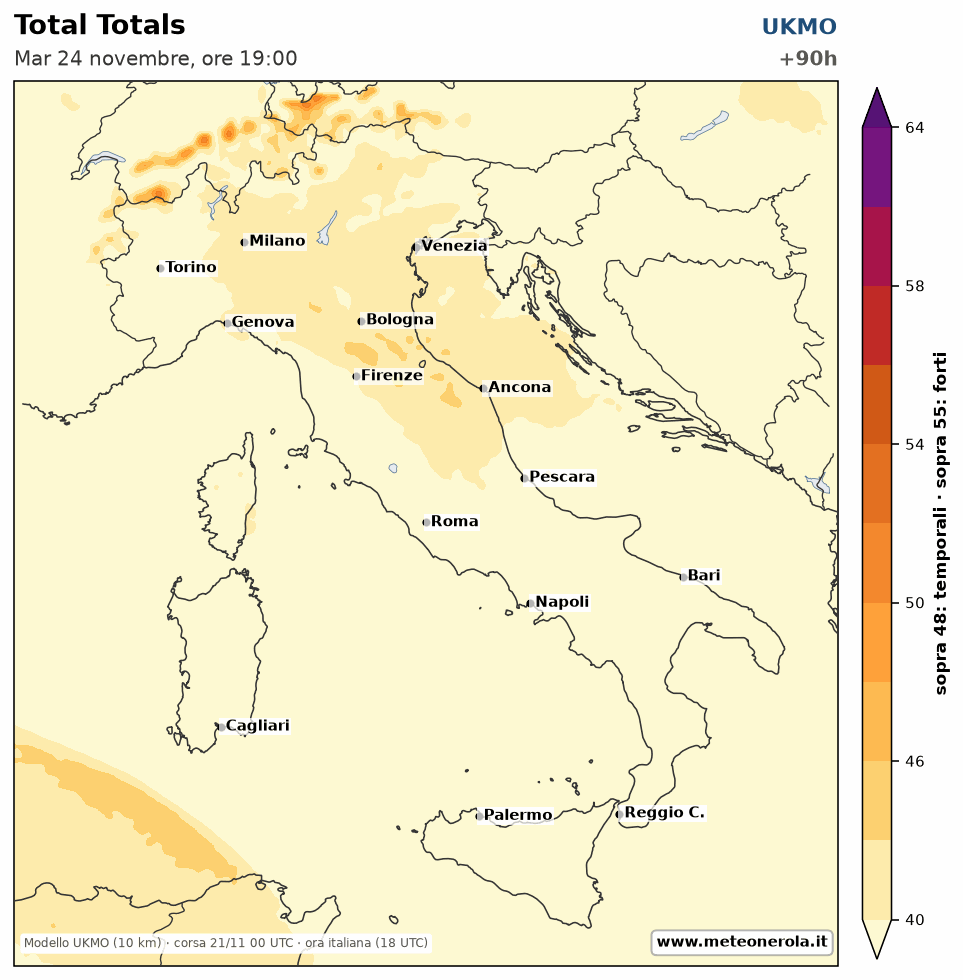 Total Totals
UKMO
Mar 24 novembre, ore 19:00
+90h
64
58
54
50
46
40
sopra 48: temporali · sopra 55: forti
Milano
Venezia
Torino
Genova
Bologna
Firenze
Ancona
Pescara
Roma
Bari
Napoli
Cagliari
Palermo
Reggio C.
Modello UKMO (10 km) · corsa 21/11 00 UTC · ora italiana (18 UTC)
www.meteonerola.it